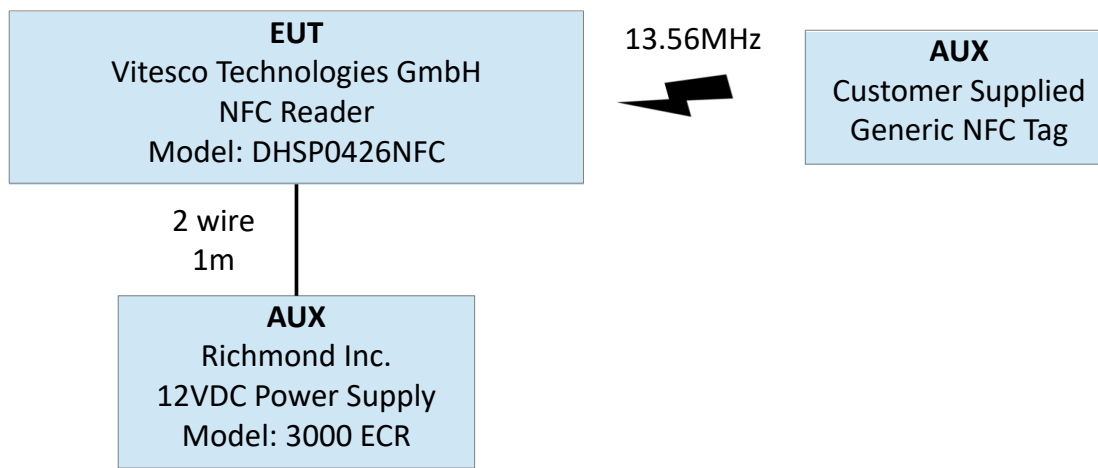 EUT
Vitesco Technologies GmbH
NFC Reader
Model: DHSP0426NFC
13.56MHz
AUX
Customer Supplied
Generic NFC Tag
2 wire
1m
AUX
Richmond Inc.
12VDC Power Supply
Model: 3000 ECR